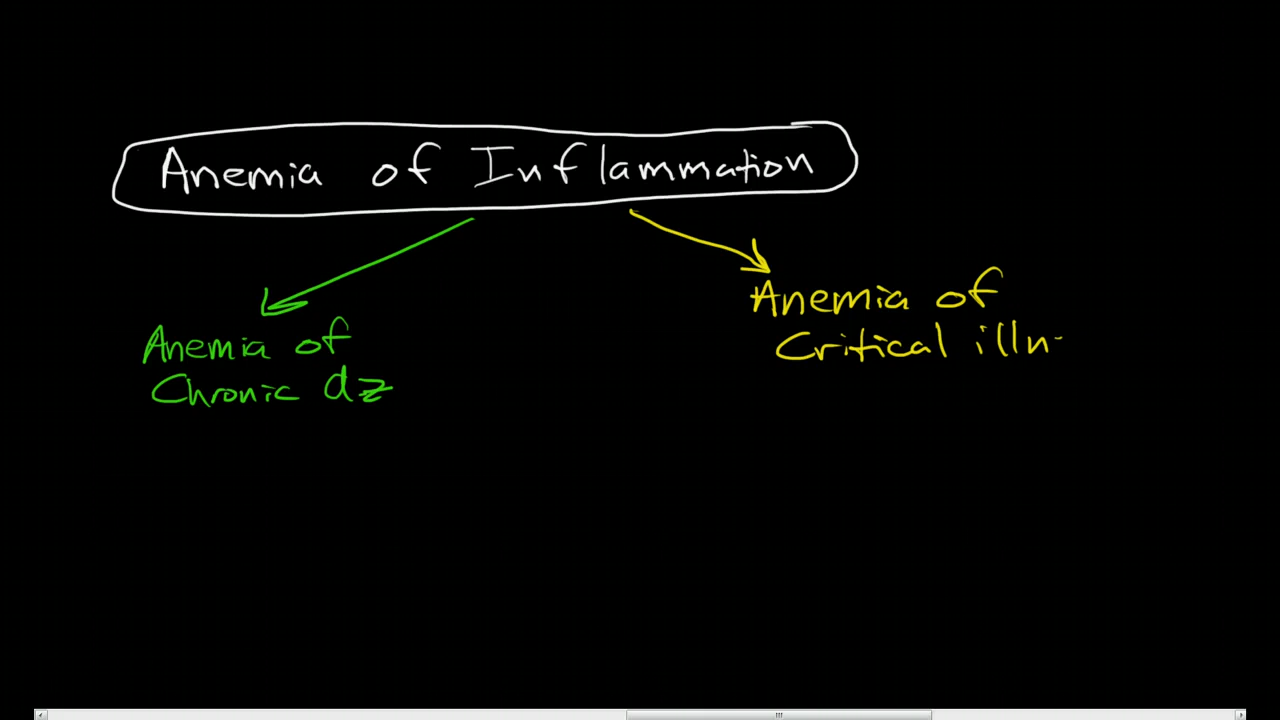 Anemia of Inflammation
Anemia of
Chronic dz
Anemia of
Critical illn